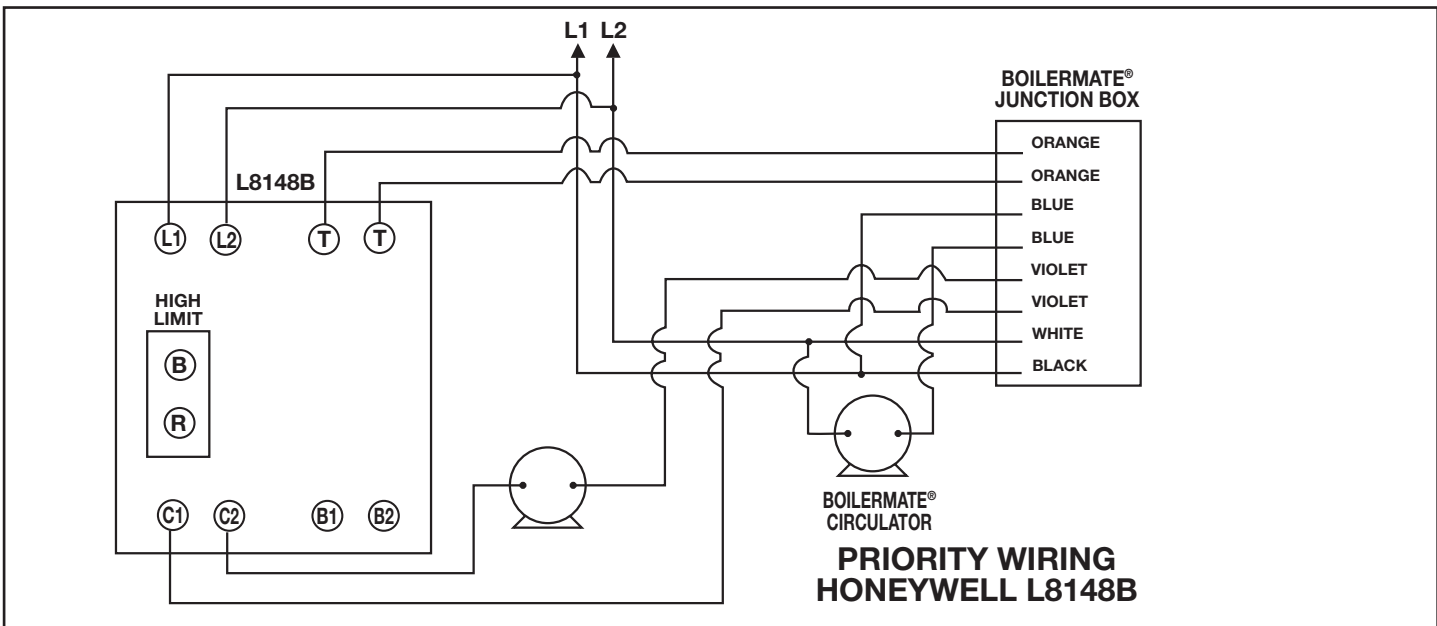 L1 L2
BOILERMATE®
JUNCTION BOX
ORANGE
ORANGE
BLUE
BLUE
VIOLET
VIOLET
WHITE
BLACK
L8148B
L1 L2 T T
HIGH
LIMIT
B
R
C1 C2 B1 B2
BOILERMATE®
CIRCULATOR
PRIORITY WIRING
HONEYWELL L8148B